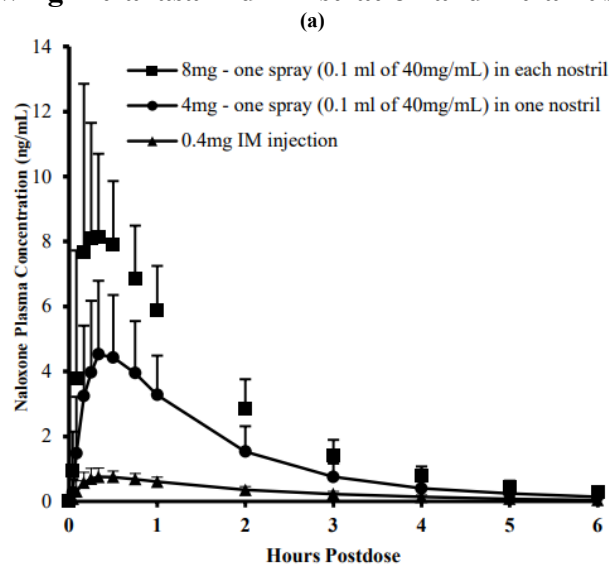 (a)
14
12
10
8
6
4
2
0
Naloxone Plasma Concentration (ng/mL)
8mg - one spray (0.1 ml of 40mg/mL) in each nostril
4mg - one spray (0.1 ml of 40mg/mL) in one nostril
0.4mg IM injection
0 1 2 3 4 5 6
Hours Postdose